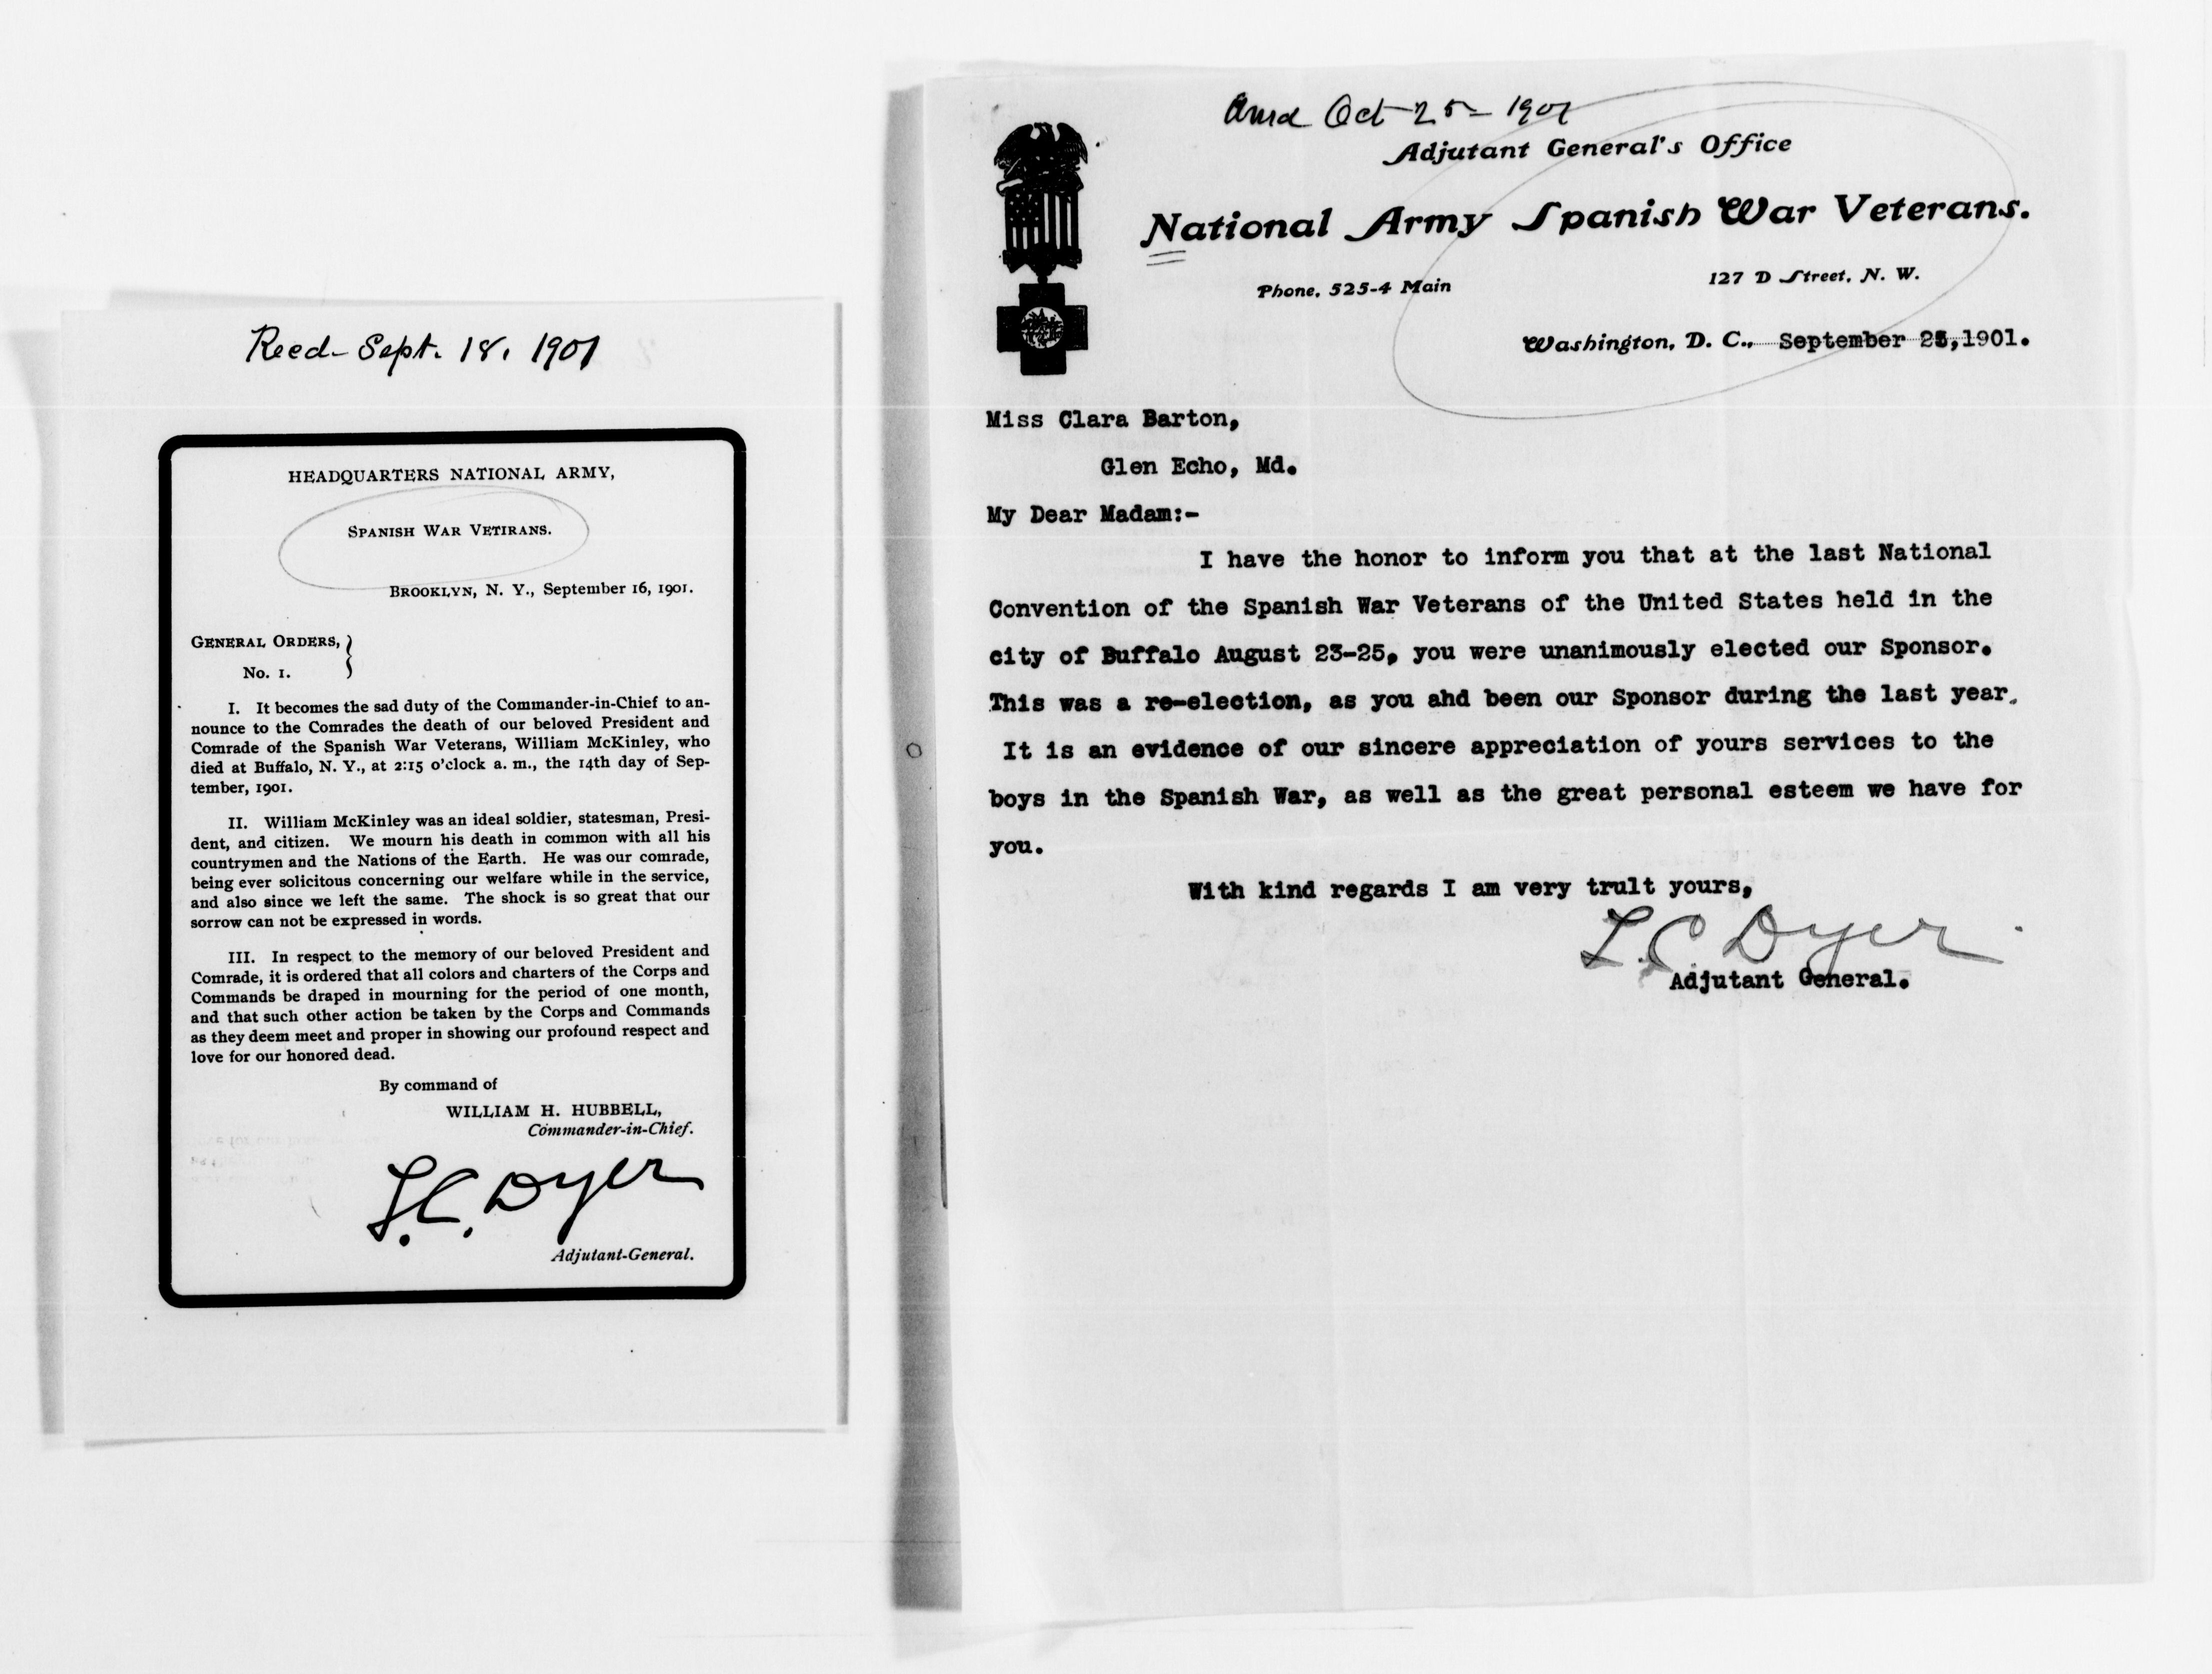 Recd - Sept. 18, 1901
HEADQUARTERS NATIONAL ARMY,
SPANISH WAR VETIRANS.
BROOKLYN, N. Y., September 16, 1901.
GENERAL ORDERS, }
No. 1.
I. It becomes the sad duty of the Commander-in-Chief to an-
nounce to the Comrades the death of our beloved President and
Comrade of the Spanish War Veterans, William McKinley, who
died at Buffalo, N. Y., at 2:15 o'clock a. m., the 14th day of Sep-
tember, 1901.
II. William McKinley was an ideal soldier, statesman, Presi-
dent, and citizen. We mourn his death in common with all his
countrymen and the Nations of the Earth. He was our comrade,
being ever solicitous concerning our welfare while in the service,
and also since we left the same. The shock is so great that our
sorrow can not be expressed in words.
III. In respect to the memory of our beloved President and
Comrade, it is ordered that all colors and charters of the Corps and
Commands be draped in mourning for the period of one month,
and that such other action be taken by the Corps and Commands
as they deem meet and proper in showing our profound respect and
love for our honored dead.
By command of
WILLIAM H. HUBBELL,
Commander-in-Chief.
L. C. Dyer
Adjutant-General.
Oct 25 - 1901
Adjutant General's Office
National Army Spanish War Veterans.
Phone, 525-4 Main
127 D Street, N. W.
Washington, D. C., September 25, 1901.
Miss Clara Barton,
Glen Echo, Md.
My Dear Madam:-
I have the honor to inform you that at the last National
Convention of the Spanish War Veterans of the United States held in the
city of Buffalo August 23-25, you were unanimously elected our Sponsor.
This was a re-election, as you ahd been our Sponsor during the last year.
It is an evidence of our sincere appreciation of yours services to the
boys in the Spanish War, as well as the great personal esteem we have for
you.
With kind regards I am very trult yours,
L. C. Dyer
Adjutant General.